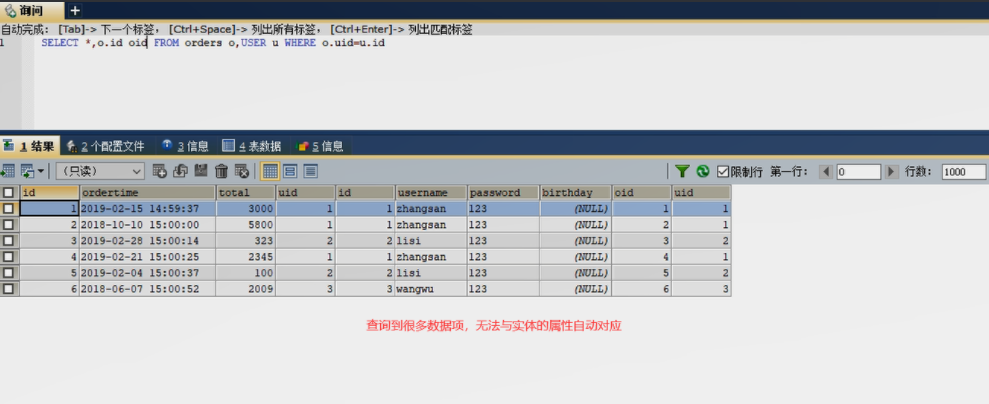 询问 +
自动完成: [Tab]-> 下一个标签, [Ctrl+Space]-> 列出所有标签, [Ctrl+Enter]-> 列出匹配标签
1 SELECT *,o.id oid FROM orders o,USER u WHERE o.uid=u.id
1 结果 2 个配置文件 3 信息 4 表数据 5 信息
(只读) 限制行 第一行: 0 行数: 1000
id ordertime total uid id username password birthday oid uid
1 2019-02-15 14:59:37 3000 1 1 zhangsan 123 (NULL) 1 1
2 2018-10-10 15:00:00 5800 1 1 zhangsan 123 (NULL) 2 1
3 2019-02-28 15:00:14 323 2 2 lisi 123 (NULL) 3 2
4 2019-02-21 15:00:25 2345 1 1 zhangsan 123 (NULL) 4 1
5 2019-02-04 15:00:37 100 2 2 lisi 123 (NULL) 5 2
6 2018-06-07 15:00:52 2009 3 3 wangwu 123 (NULL) 6 3
查询到很多数据项，无法与实体的属性自动对应